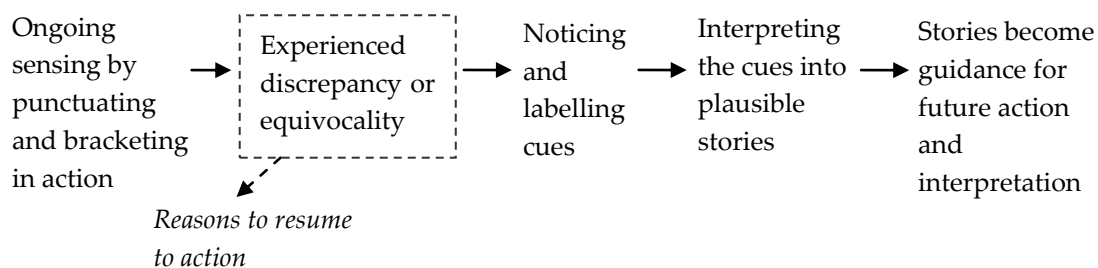 Ongoing
sensing by
punctuating
and bracketing
in action
Experienced
discrepancy or
equivocality
Reasons to resume
to action
Noticing
and
labelling
cues
Interpreting
the cues into
plausible
stories
Stories become
guidance for
future action
and
interpretation